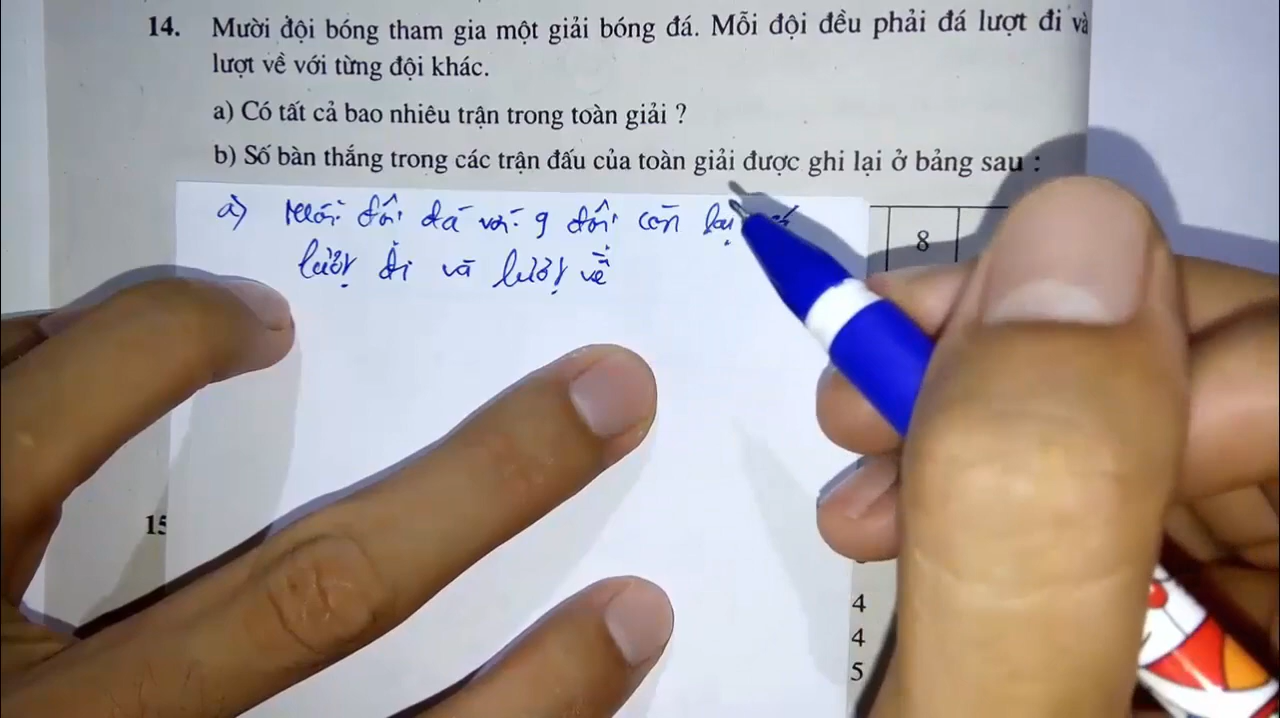 14. Mười đội bóng tham gia một giải bóng đá. Mỗi đội đều phải đá lượt đi và
lượt về với từng đội khác.
a) Có tất cả bao nhiêu trận trong toàn giải ?
b) Số bàn thắng trong các trận đấu của toàn giải được ghi lại ở bảng sau :
a) Mỗi đội đá với 9 đội còn lại
lượt đi và lượt về
8
15
4
4
5